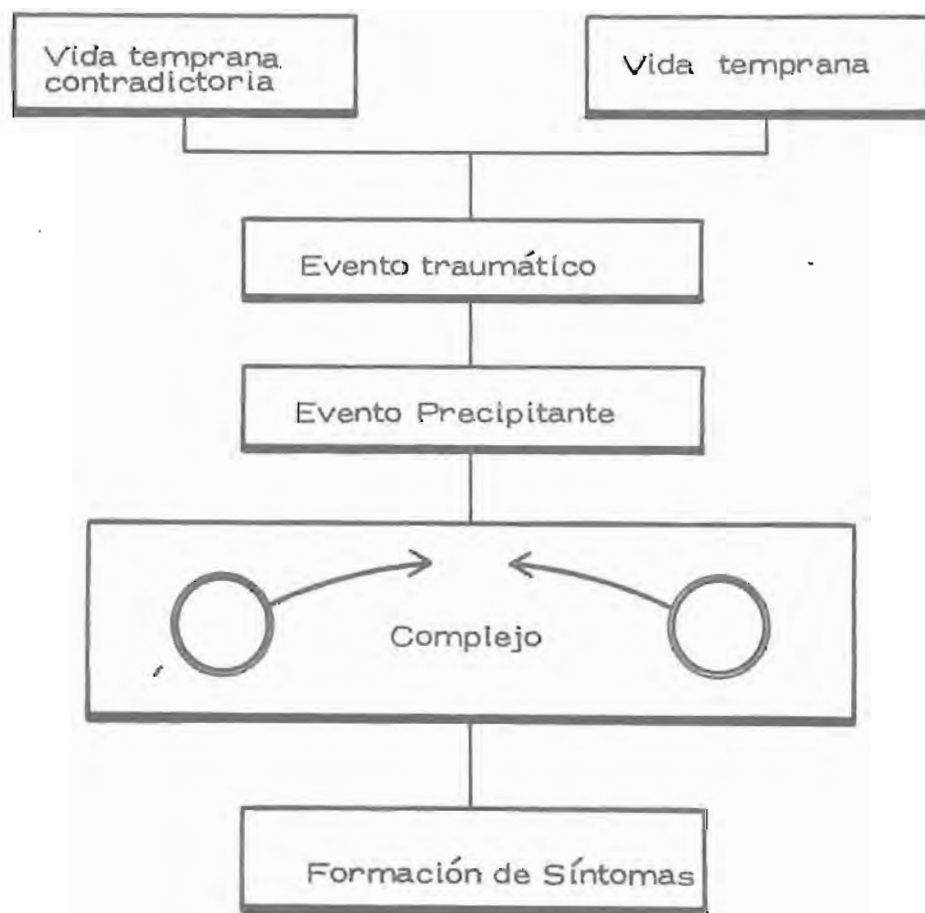 Vida temprana
contradictoria
Vida temprana
Evento traumático
Evento Precipitante
Complejo
Formación de Síntomas